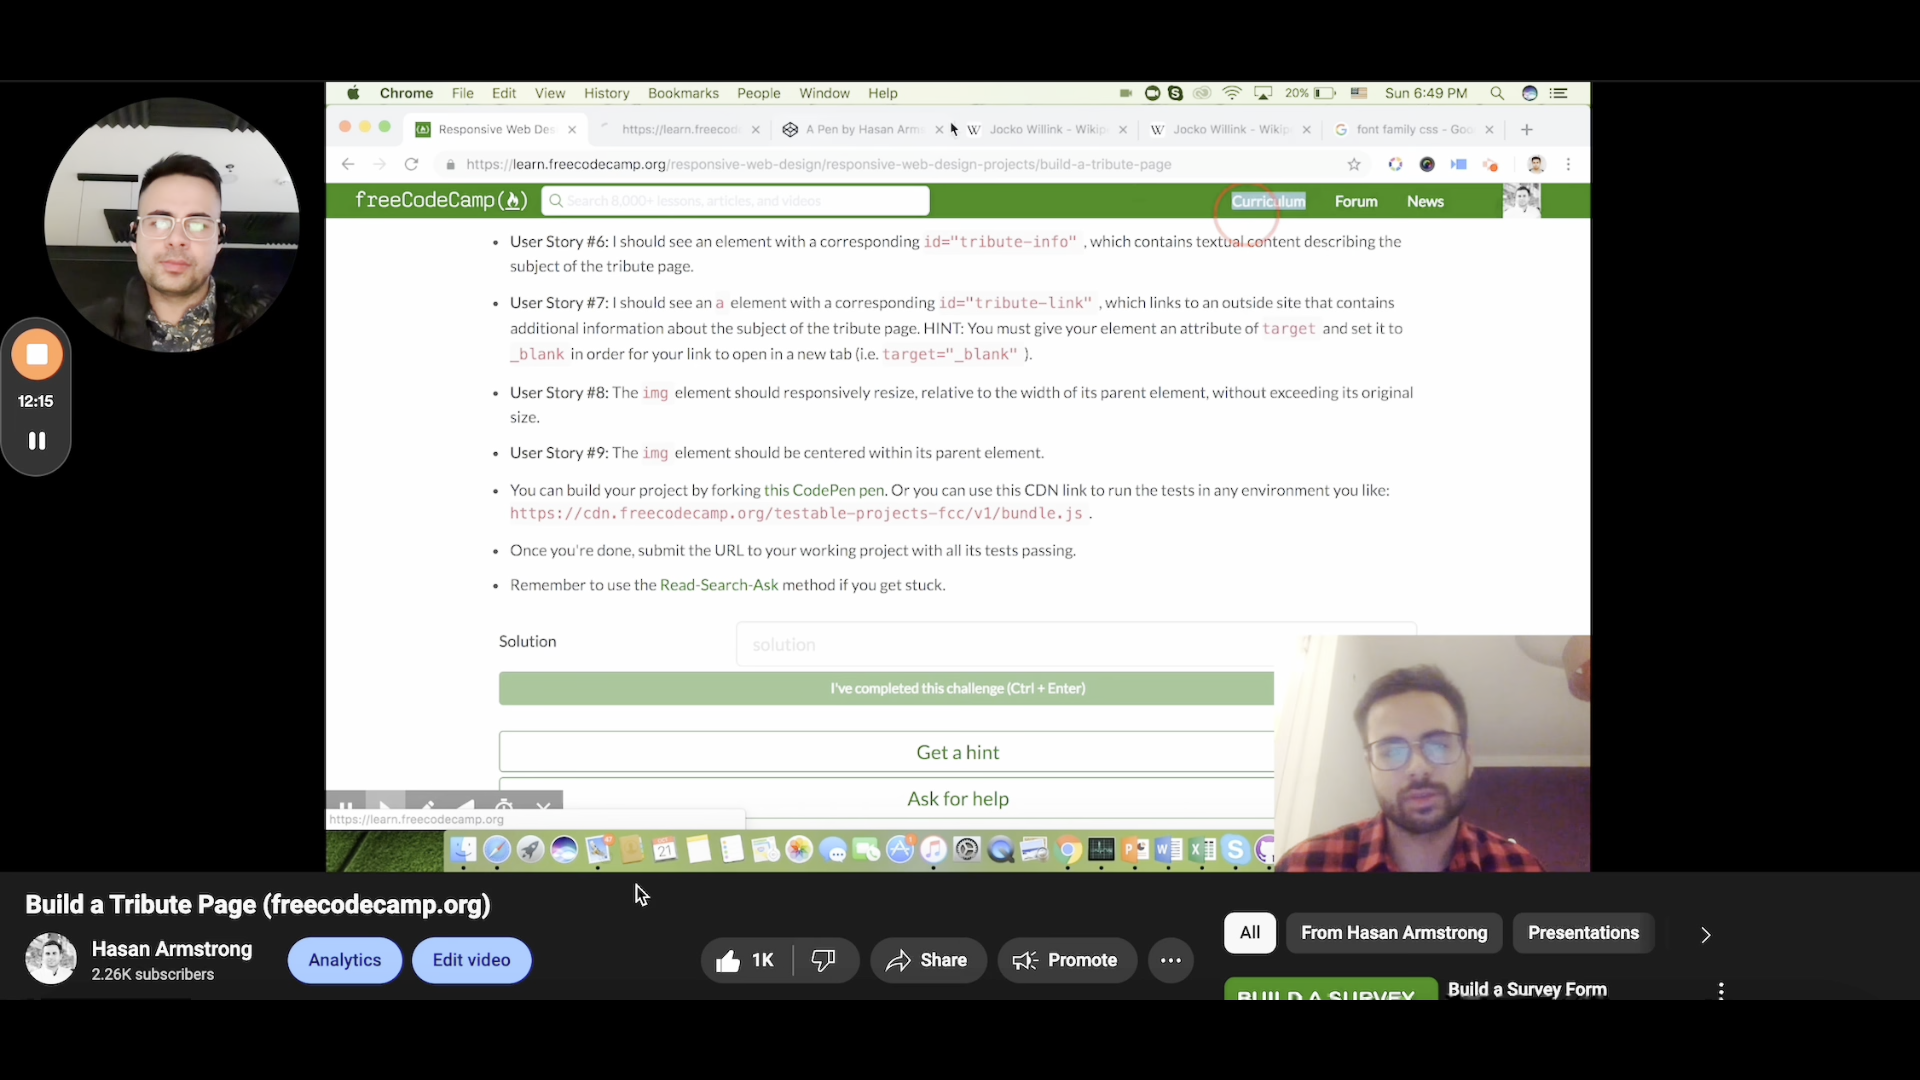 Chrome File Edit View History Bookmarks People Window Help 20% Sun 6:49 PM
Responsive Web Des https://learn.freecod A Pen by Hasan Arms Jocko Willink - Wikip Jocko Willink - Wikip font family css - Goo
https://learn.freecodecamp.org/responsive-web-design/responsive-web-design-projects/build-a-tribute-page
freeCodeCamp Search 8,000+ lessons, articles, and videos Curriculum Forum News
• User Story #6: I should see an element with a corresponding id="tribute-info" , which contains textual content describing the
subject of the tribute page.
• User Story #7: I should see an a element with a corresponding id="tribute-link" , which links to an outside site that contains
additional information about the subject of the tribute page. HINT: You must give your element an attribute of target and set it to
_blank in order for your link to open in a new tab (i.e. target="_blank" ).
• User Story #8: The img element should responsively resize, relative to the width of its parent element, without exceeding its original
size.
• User Story #9: The img element should be centered within its parent element.
• You can build your project by forking this CodePen pen. Or you can use this CDN link to run the tests in any environment you like:
https://cdn.freecodecamp.org/testable-projects-fcc/v1/bundle.js .
• Once you're done, submit the URL to your working project with all its tests passing.
• Remember to use the Read-Search-Ask method if you get stuck.
Solution solution
I've completed this challenge (Ctrl + Enter)
Get a hint
Ask for help
https://learn.freecodecamp.org
12:15
21
Build a Tribute Page (freecodecamp.org)
Hasan Armstrong
2.26K subscribers
Analytics Edit video 1K Share Promote
All From Hasan Armstrong Presentations
BUILD A SURVEY Build a Survey Form